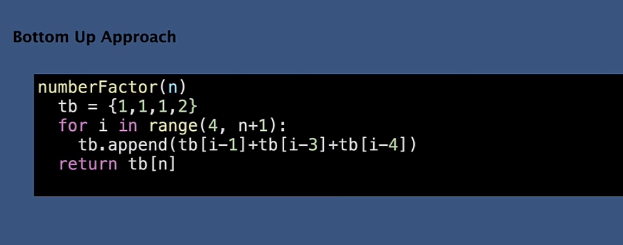 Bottom Up Approach
numberFactor(n)
  tb = {1,1,1,2}
  for i in range(4, n+1):
    tb.append(tb[i-1]+tb[i-3]+tb[i-4])
  return tb[n]